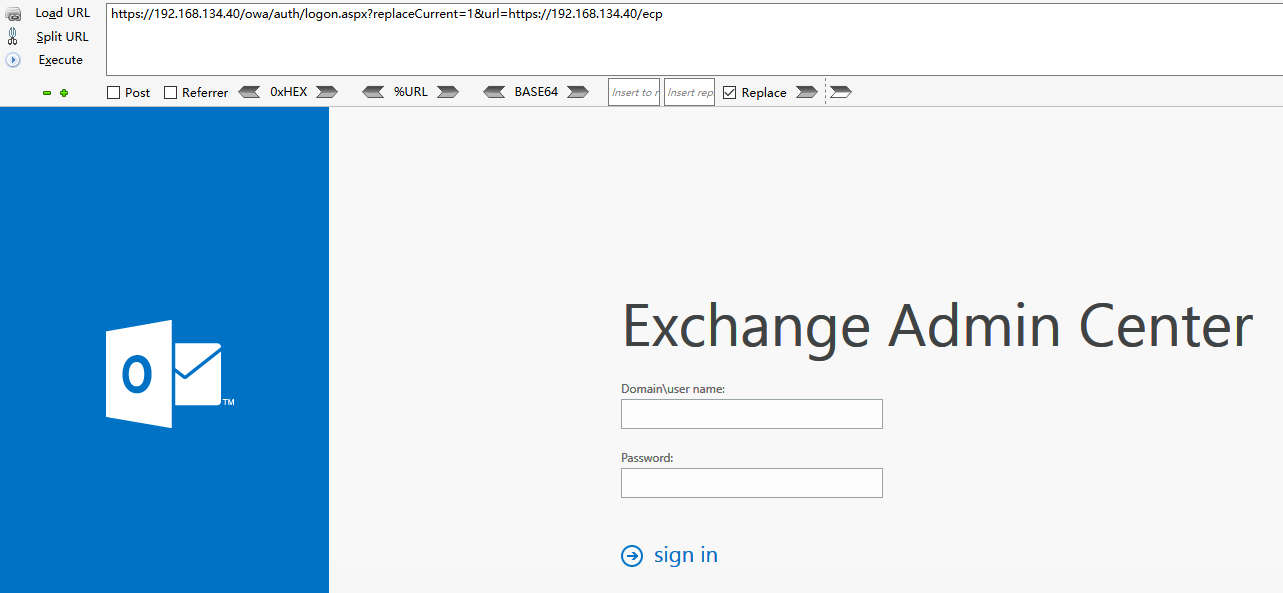 Load URL
https://192.168.134.40/owa/auth/logon.aspx?replaceCurrent=1&url=https://192.168.134.40/ecp
Split URL
Execute
Post Referrer 0xHEX %URL BASE64 Insert to r Insert rep Replace
O
TM
Exchange Admin Center
Domain\user name:
Password:
sign in